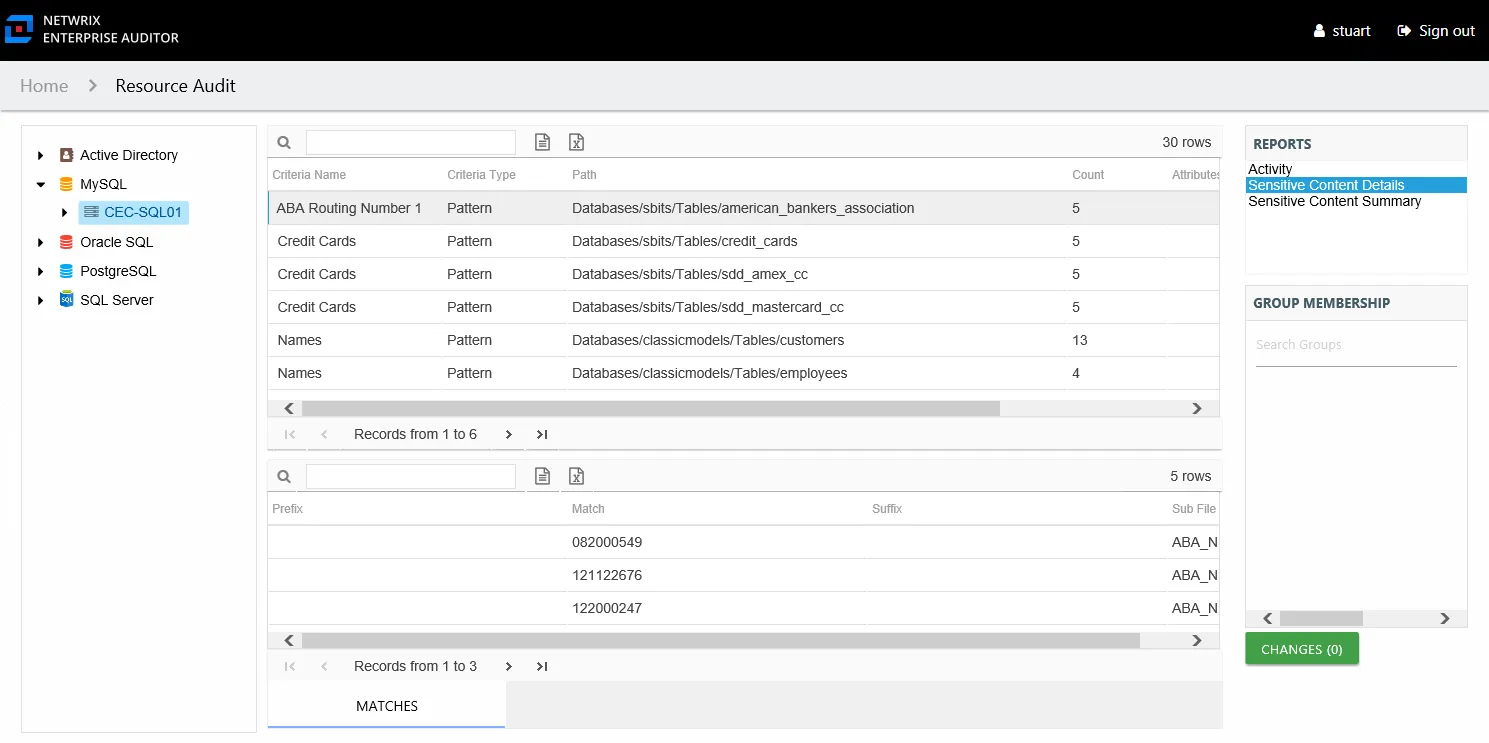 NETWRIX
ENTERPRISE AUDITOR
stuart
Sign out
Home
Resource Audit
Active Directory
MySQL
CEC-SQL01
Oracle SQL
PostgreSQL
SQL
SQL Server
30 rows
Criteria Name Criteria Type Path Count Attributes
ABA Routing Number 1 Pattern Databases/sbits/Tables/american_bankers_association 5
Credit Cards Pattern Databases/sbits/Tables/credit_cards 5
Credit Cards Pattern Databases/sbits/Tables/sdd_amex_cc 5
Credit Cards Pattern Databases/sbits/Tables/sdd_mastercard_cc 5
Names Pattern Databases/classicmodels/Tables/customers 13
Names Pattern Databases/classicmodels/Tables/employees 4
Records from 1 to 6
5 rows
Prefix Match Suffix Sub File
082000549 ABA_N
121122676 ABA_N
122000247 ABA_N
Records from 1 to 3
MATCHES
REPORTS
Activity
Sensitive Content Details
Sensitive Content Summary
GROUP MEMBERSHIP
Search Groups
CHANGES (0)